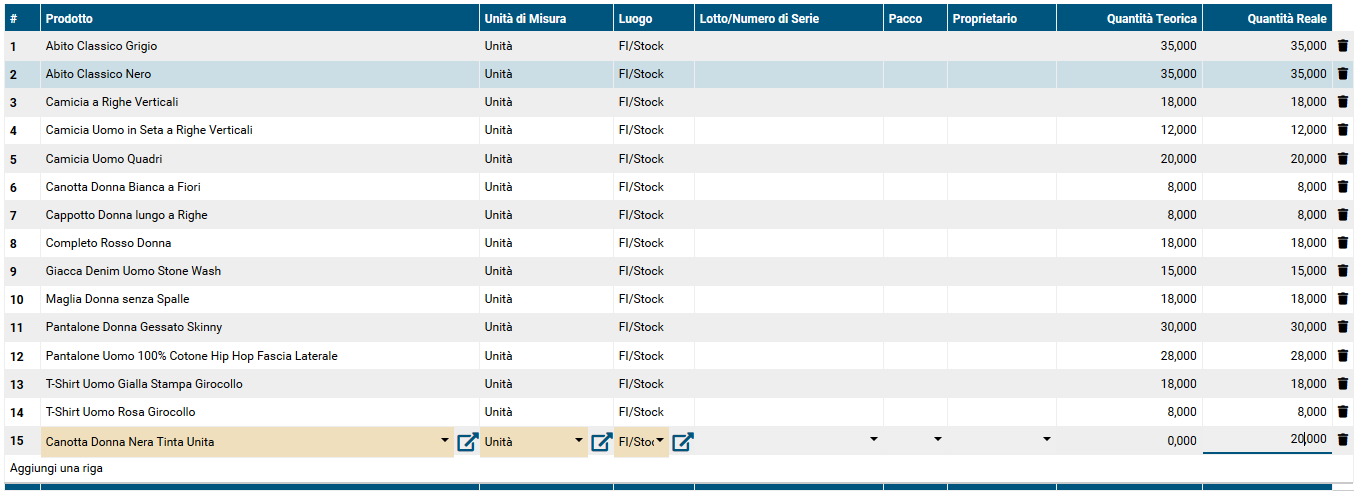 # Prodotto Unità di Misura Luogo Lotto/Numero di Serie Pacco Proprietario Quantità Teorica Quantità Reale
1 Abito Classico Grigio Unità FI/Stock 35,000 35,000
2 Abito Classico Nero Unità FI/Stock 35,000 35,000
3 Camicia a Righe Verticali Unità FI/Stock 18,000 18,000
4 Camicia Uomo in Seta a Righe Verticali Unità FI/Stock 12,000 12,000
5 Camicia Uomo Quadri Unità FI/Stock 20,000 20,000
6 Canotta Donna Bianca a Fiori Unità FI/Stock 8,000 8,000
7 Cappotto Donna lungo a Righe Unità FI/Stock 8,000 8,000
8 Completo Rosso Donna Unità FI/Stock 18,000 18,000
9 Giacca Denim Uomo Stone Wash Unità FI/Stock 15,000 15,000
10 Maglia Donna senza Spalle Unità FI/Stock 18,000 18,000
11 Pantalone Donna Gessato Skinny Unità FI/Stock 30,000 30,000
12 Pantalone Uomo 100% Cotone Hip Hop Fascia Laterale Unità FI/Stock 28,000 28,000
13 T-Shirt Uomo Gialla Stampa Girocollo Unità FI/Stock 18,000 18,000
14 T-Shirt Uomo Rosa Girocollo Unità FI/Stock 8,000 8,000
15 Canotta Donna Nera Tinta Unita Unità FI/Stoc 0,000 20,000
Aggiungi una riga